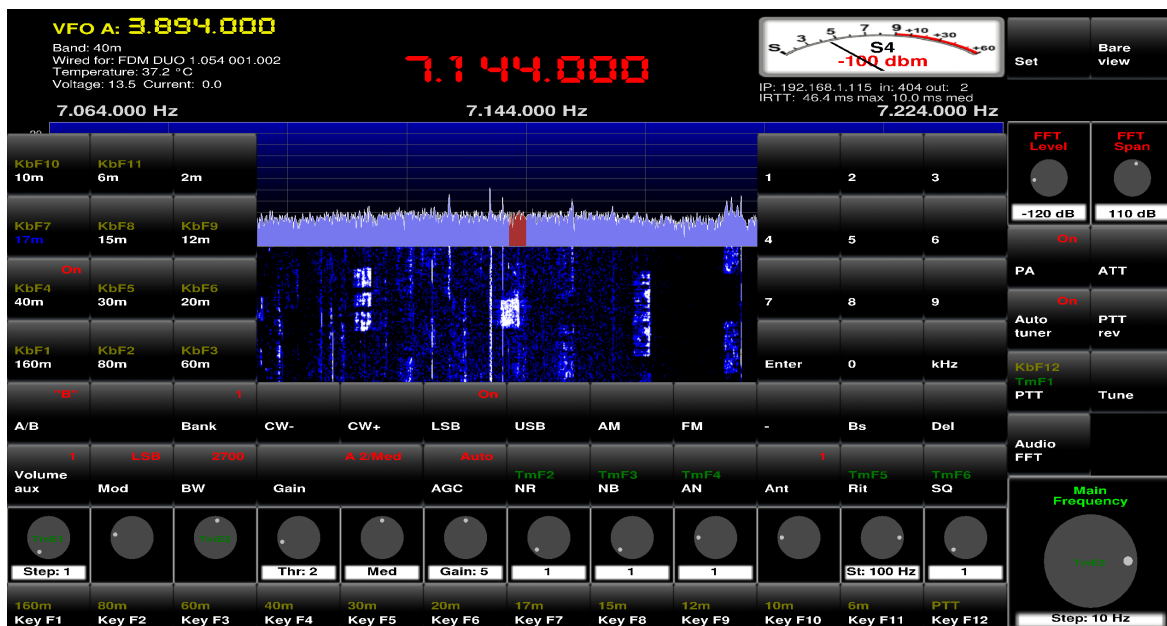 VFO A: 3.894.000
Band: 40m
Wired for: FDM DUO 1.054 001.002
Temperature: 37.2 °C
Voltage: 13.5 Current: 0.0
7.144.000
S 3 5 7 9 +10 +30 +60
S4
-100 dbm
IP: 192.168.1.115 in: 404 out: 2
IRTT: 46.4 ms max 10.0 ms med
Set
Bare
view
7.064.000 Hz 7.144.000 Hz 7.224.000 Hz
FFT
Level
FFT
Span
-120 dB 110 dB
KbF10 KbF11
10m 6m 2m 1 2 3
KbF7 KbF8 KbF9
17m 15m 12m 4 5 6
On
PA ATT
On
KbF4 KbF5 KbF6
40m 30m 20m 7 8 9
On
Auto
tuner
PTT
rev
KbF1 KbF2 KbF3
160m 80m 60m Enter 0 kHz
KbF12
TmF1
PTT Tune
"B" 1 On
A/B Bank CW- CW+ LSB USB AM FM - Bs Del
Audio
FFT
1 LSB 2700 A 2/Med Auto 1
Volume
aux Mod BW Gain AGC
TmF2 TmF3 TmF4 TmF5 TmF6
NR NB AN Ant Rit SQ
Main
Frequency
Step: 1 Thr: 2 Med Gain: 5 1 1 1 St: 100 Hz 1
Step: 10 Hz
160m 80m 60m 40m 30m 20m 17m 15m 12m 10m 6m PTT
Key F1 Key F2 Key F3 Key F4 Key F5 Key F6 Key F7 Key F8 Key F9 Key F10 Key F11 Key F12